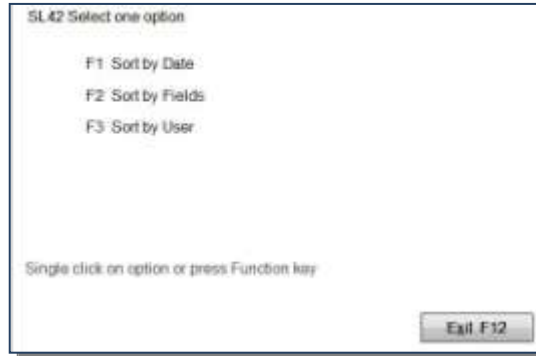 SL42 Select one option
F1 Sort by Date
F2 Sort by Fields
F3 Sort by User
Single click on option or press Function key
Exit F12